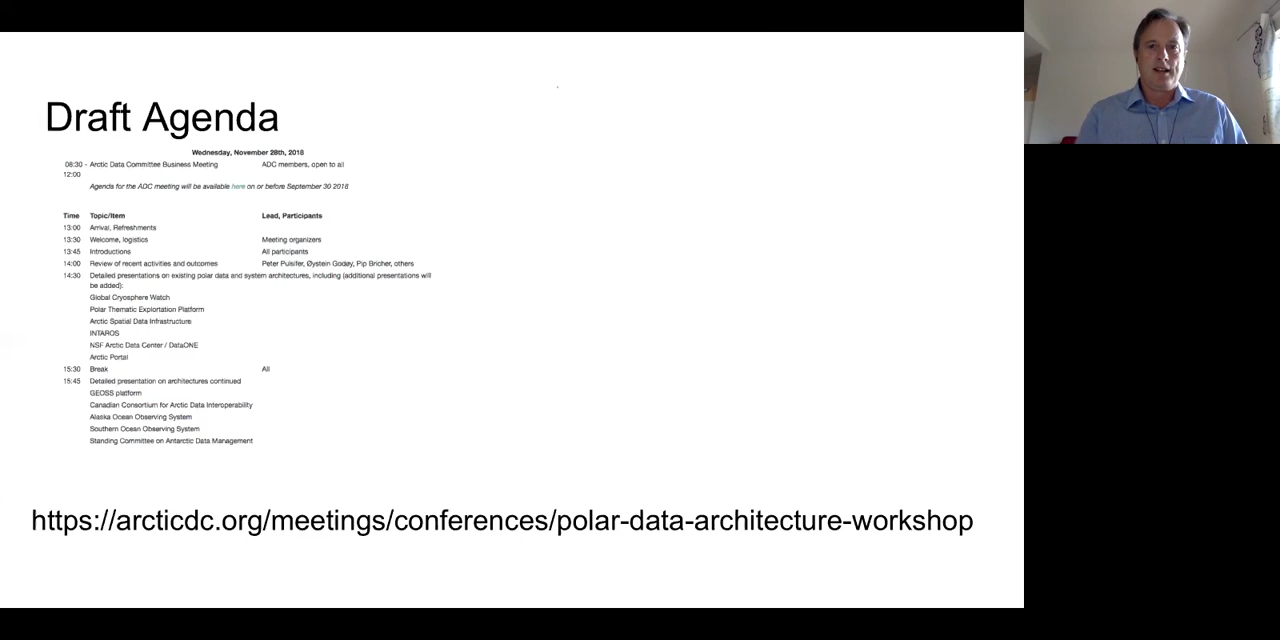 Draft Agenda
Wednesday, November 28th, 2018
08:30 - Arctic Data Committee Business Meeting ADC members, open to all
12:00
Agenda for the ADC meeting will be available here on or before September 30 2018
Time Topic/Item Lead, Participants
13:00 Arrival, Refreshments
13:30 Welcome, logistics Meeting organizers
13:45 Introductions All participants
14:00 Review of recent activities and outcomes Peter Pulsifer, Øystein Godøy, Pip Bricher, others
14:30 Detailed presentations on existing polar data and system architectures, including (additional presentations will
be added):
Global Cryosphere Watch
Polar Thematic Explortation Platform
Arctic Spatial Data Infrastructure
INTAROS
NSF Arctic Data Center / DataONE
Arctic Portal
15:30 Break All
15:45 Detailed presentation on architectures continued
GEOSS platform
Canadian Consortium for Arctic Data Interoperability
Alaska Ocean Observing System
Southern Ocean Observing System
Standing Committee on Antarctic Data Management
https://arcticdc.org/meetings/conferences/polar-data-architecture-workshop